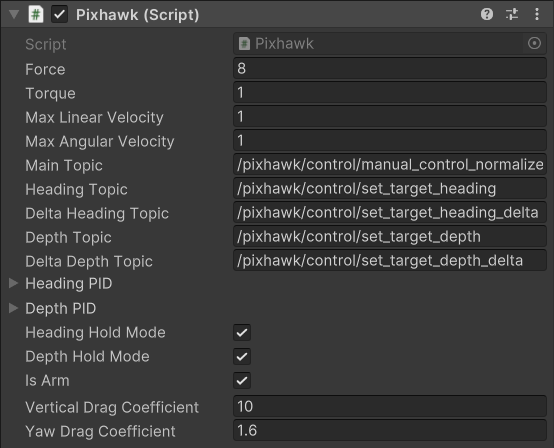 Pixhawk (Script)
Script Pixhawk
Force 8
Torque 1
Max Linear Velocity 1
Max Angular Velocity 1
Main Topic /pixhawk/control/manual_control_normalize
Heading Topic /pixhawk/control/set_target_heading
Delta Heading Topic /pixhawk/control/set_target_heading_delta
Depth Topic /pixhawk/control/set_target_depth
Delta Depth Topic /pixhawk/control/set_target_depth_delta
Heading PID
Depth PID
Heading Hold Mode
Depth Hold Mode
Is Arm
Vertical Drag Coefficient 10
Yaw Drag Coefficient 1.6